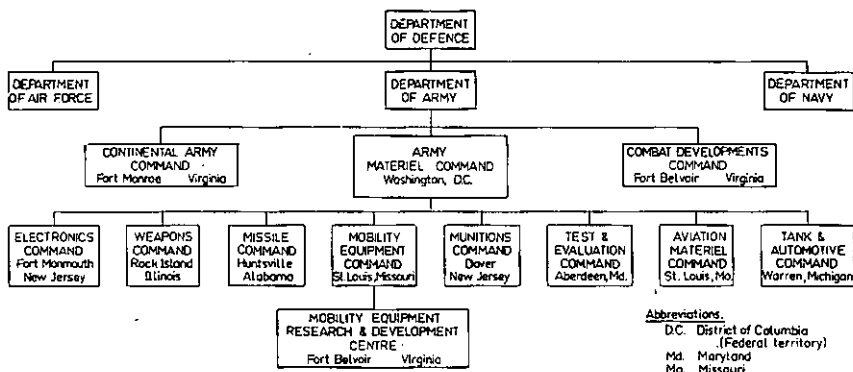 DEPARTMENT
OF DEFENCE
DEPARTMENT
OF AIR FORCE
DEPARTMENT
OF ARMY
DEPARTMENT
OF NAVY
CONTINENTAL ARMY
COMMAND
Fort Monroe Virginia
ARMY
MATERIEL COMMAND
Washington, D.C.
COMBAT DEVELOPMENTS
COMMAND
Fort Belvoir Virginia
ELECTRONICS
COMMAND
Fort Monmouth
New Jersey
WEAPONS
COMMAND
Rock Island
Illinois
MISSILE
COMMAND
Huntsville
Alabama
MOBILITY
EQUIPMENT
COMMAND
St. Louis, Missouri
MUNITIONS
COMMAND
Dover
New Jersey
TEST &
EVALUATION
COMMAND
Aberdeen, Md.
AVIATION
MATERIEL
COMMAND
St. Louis, Mo.
TANK &
AUTOMOTIVE
COMMAND
Warren, Michigan
MOBILITY EQUIPMENT
RESEARCH & DEVELOPMENT
CENTRE
Fort Belvoir Virginia
Abbreviations.
D.C. District of Columbia
(Federal territory)
Md. Maryland
Mo. Missouri